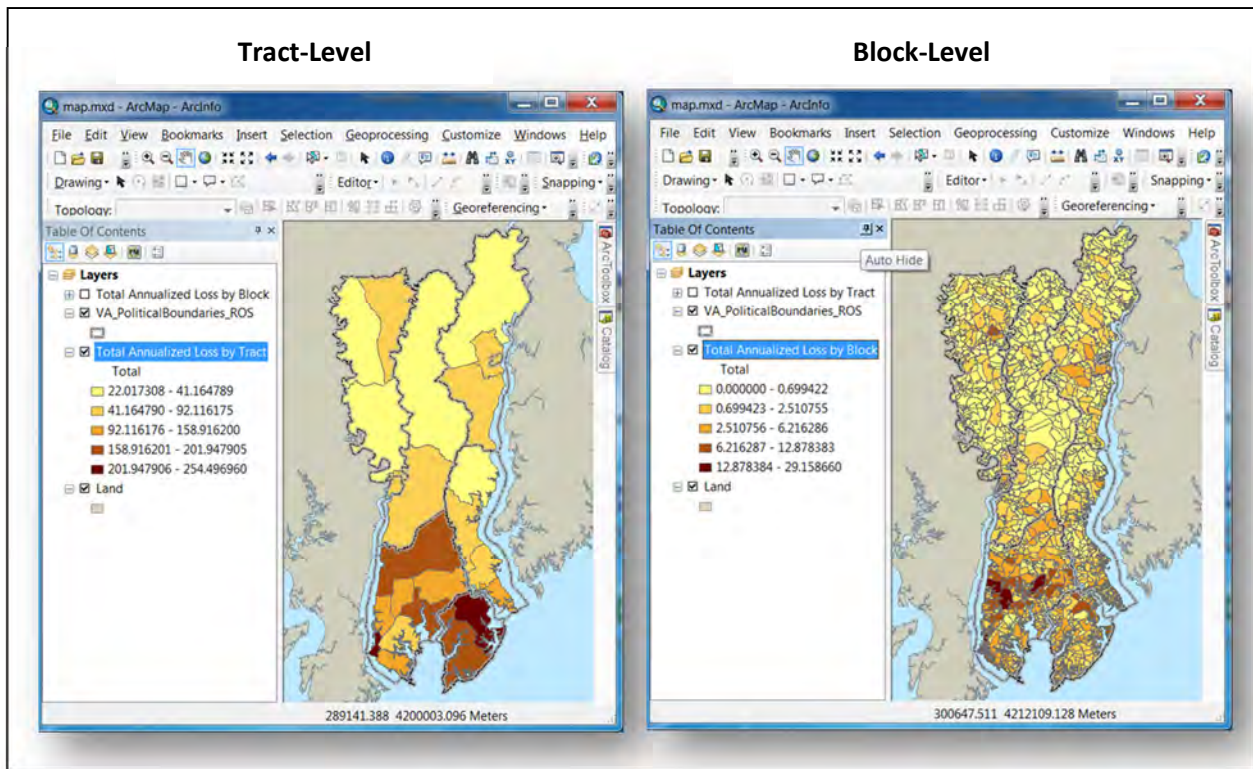 Tract-Level
map.mxd - ArcMap - ArcInfo
File Edit View Bookmarks Insert Selection Geoprocessing Customize Windows Help
Drawing
Editor
Snapping
Topology:
Georeferencing
Table Of Contents
Layers
Total Annualized Loss by Block
VA_PoliticalBoundaries_ROS
Total Annualized Loss by Tract
Total
22.017308 - 41.164789
41.164790 - 92.116175
92.116176 - 158.916200
158.916201 - 201.947905
201.947906 - 254.496960
Land
ArcToolbox
Catalog
289141.388 4200003.096 Meters
Block-Level
map.mxd - ArcMap - ArcInfo
File Edit View Bookmarks Insert Selection Geoprocessing Customize Windows Help
Drawing
Editor
Snapping
Topology:
Georeferencing
Table Of Contents
Auto Hide
Layers
Total Annualized Loss by Tract
VA_PoliticalBoundaries_ROS
Total Annualized Loss by Block
Total
0.000000 - 0.699422
0.699423 - 2.510755
2.510756 - 6.216286
6.216287 - 12.878383
12.878384 - 29.158660
Land
ArcToolbox
Catalog
300647.511 4212109.128 Meters